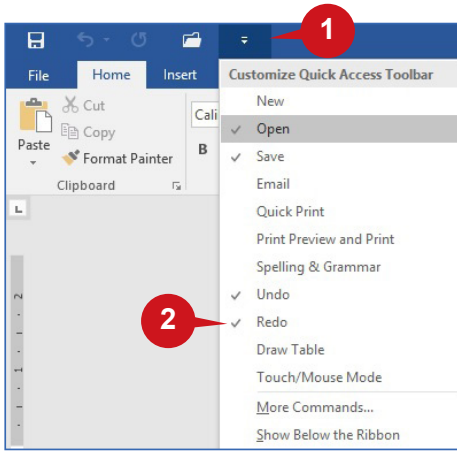 1
File Home Insert
Customize Quick Access Toolbar
New
Open
Save
Email
Quick Print
Print Preview and Print
Spelling & Grammar
Undo
Redo
Draw Table
Touch/Mouse Mode
More Commands...
Show Below the Ribbon
Cut
Copy
Format Painter
Paste
Clipboard
Cali
B
L
2
1
2